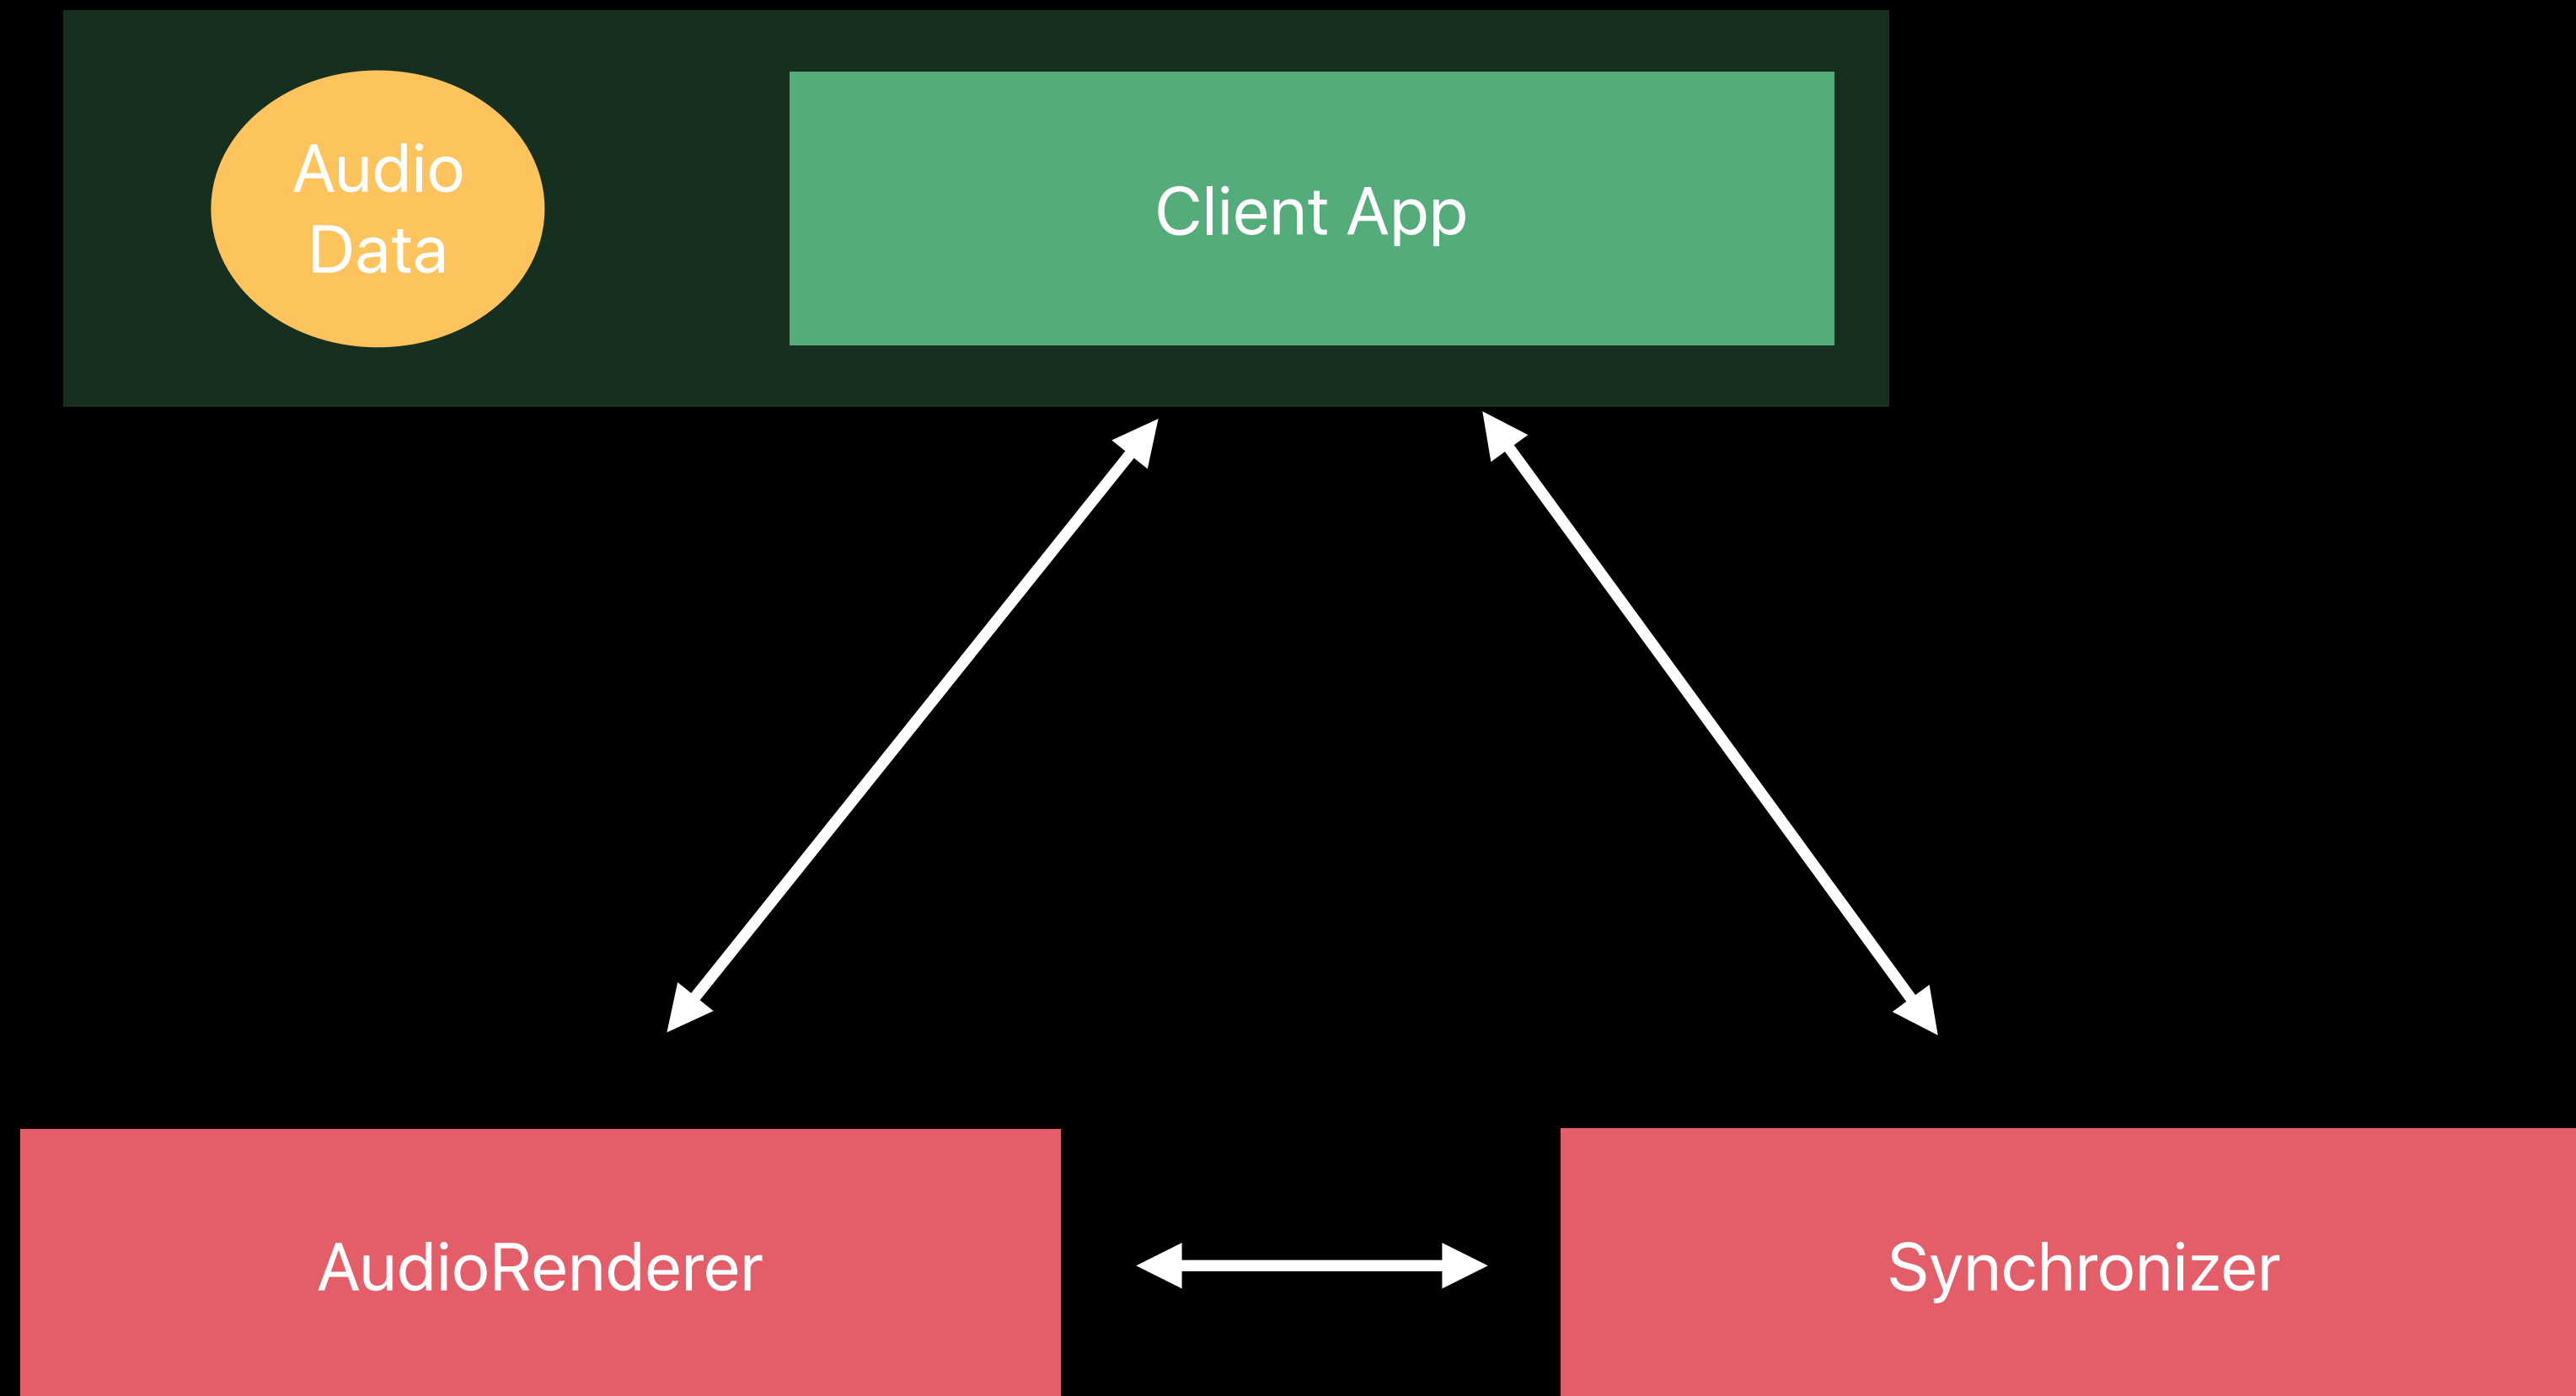 Audio
Data
Client App
AudioRenderer
Synchronizer